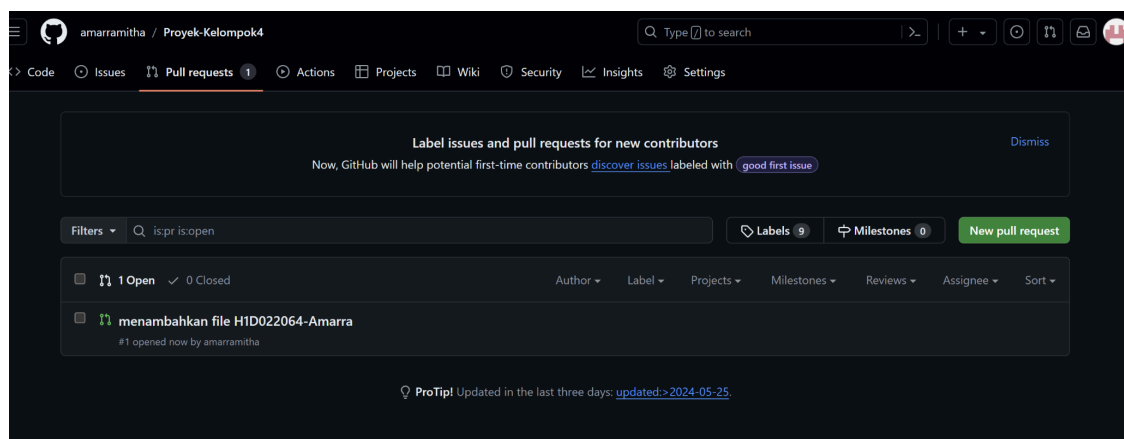 amarramitha / Proyek-Kelompok4
Type / to search
Code Issues Pull requests 1 Actions Projects Wiki Security Insights Settings
Label issues and pull requests for new contributors
Dismiss
Now, GitHub will help potential first-time contributors discover issues labeled with good first issue
Filters is:pr is:open Labels 9 Milestones 0 New pull request
1 Open 0 Closed Author Label Projects Milestones Reviews Assignee Sort
menambahkan file H1D022064-Amarra
#1 opened now by amarramitha
ProTip! Updated in the last three days: updated:>2024-05-25.